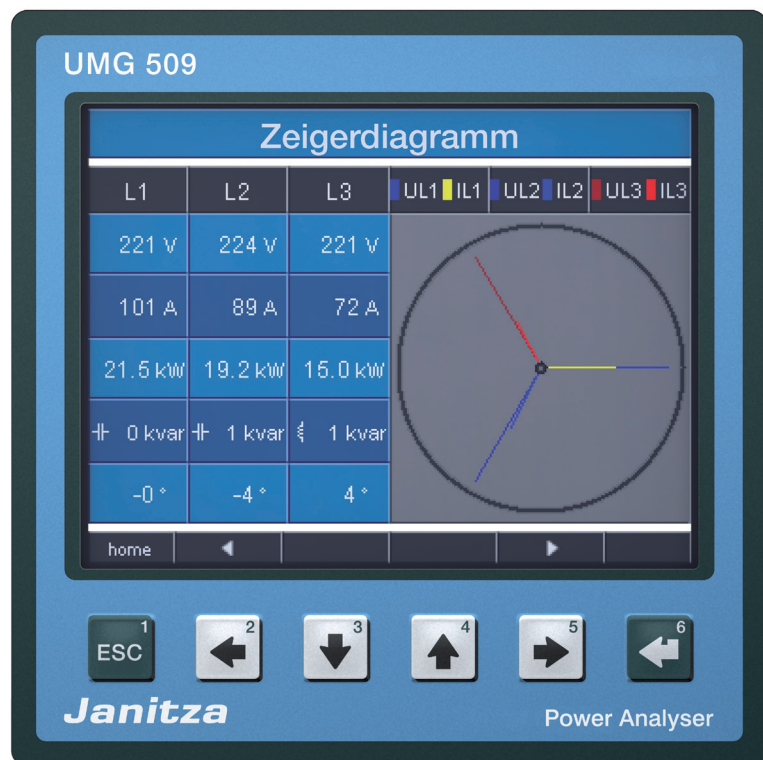 UMG 509
Zeigerdiagramm
L1 L2 L3 UL1 IL1 UL2 IL2 UL3 IL3
221 V 224 V 221 V
101 A 89 A 72 A
21.5 kW 19.2 kW 15.0 kW
0 kvar 1 kvar 1 kvar
-0 ° -4 ° 4 °
home
1 2 3 4 5 6
ESC
Janitza
Power Analyser